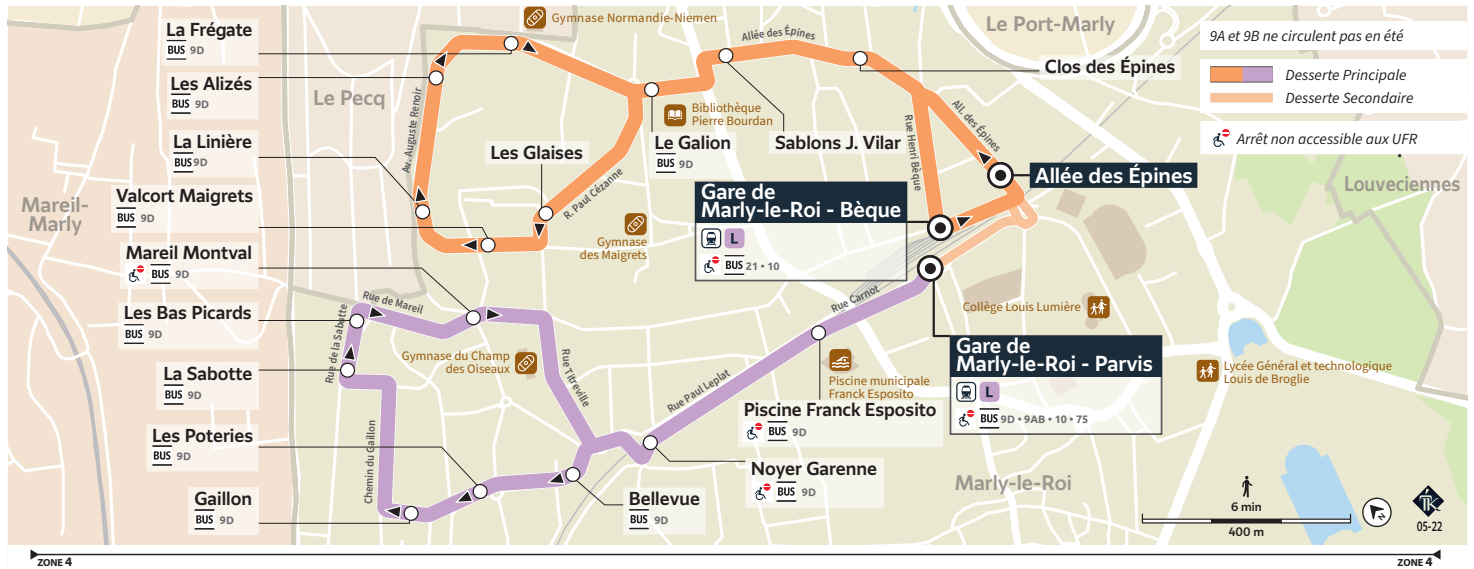 La Frégate
BUS 9D
Les Alizés
BUS 9D
La Linière
BUS 9D
Valcort Maigrets
BUS 9D
Mareil-
Marly
Mareil Montval
BUS 9D
Les Bas Picards
BUS 9D
La Sabotte
BUS 9D
Les Poteries
BUS 9D
Gaillon
BUS 9D
Gymnase Normandie-Niemen
Le Pecq
Av. Auguste Renoir
Les Glaises
R. Paul Cézanne
Gymnase
des Maigrets
Bibliothèque
Pierre Bourdan
Le Galion
BUS 9D
Allée des Épines
Sablons J. Vilar
Clos des Épines
Le Port-Marly
Rue Henri Bèque
All. des Épines
Allée des Épines
Gare de
Marly-le-Roi - Bèque
L
BUS 21 • 10
9A et 9B ne circulent pas en été
Desserte Principale
Desserte Secondaire
Arrêt non accessible aux UFR
Louveciennes
Rue de Mareil
Rue de la Sabotte
Gymnase du Champ
des Oiseaux
Rue Titreville
Chemin du Gaillon
Rue Carnot
Rue Paul Leplat
Collège Louis Lumière
Gare de
Marly-le-Roi - Parvis
L
BUS 9D • 9AB • 10 • 75
Piscine municipale
Franck Esposito
Piscine Franck Esposito
BUS 9D
Noyer Garenne
BUS 9D
Bellevue
BUS 9D
Lycée Général et technologique
Louis de Broglie
Marly-le-Roi
6 min
400 m
05-22
ZONE 4
ZONE 4